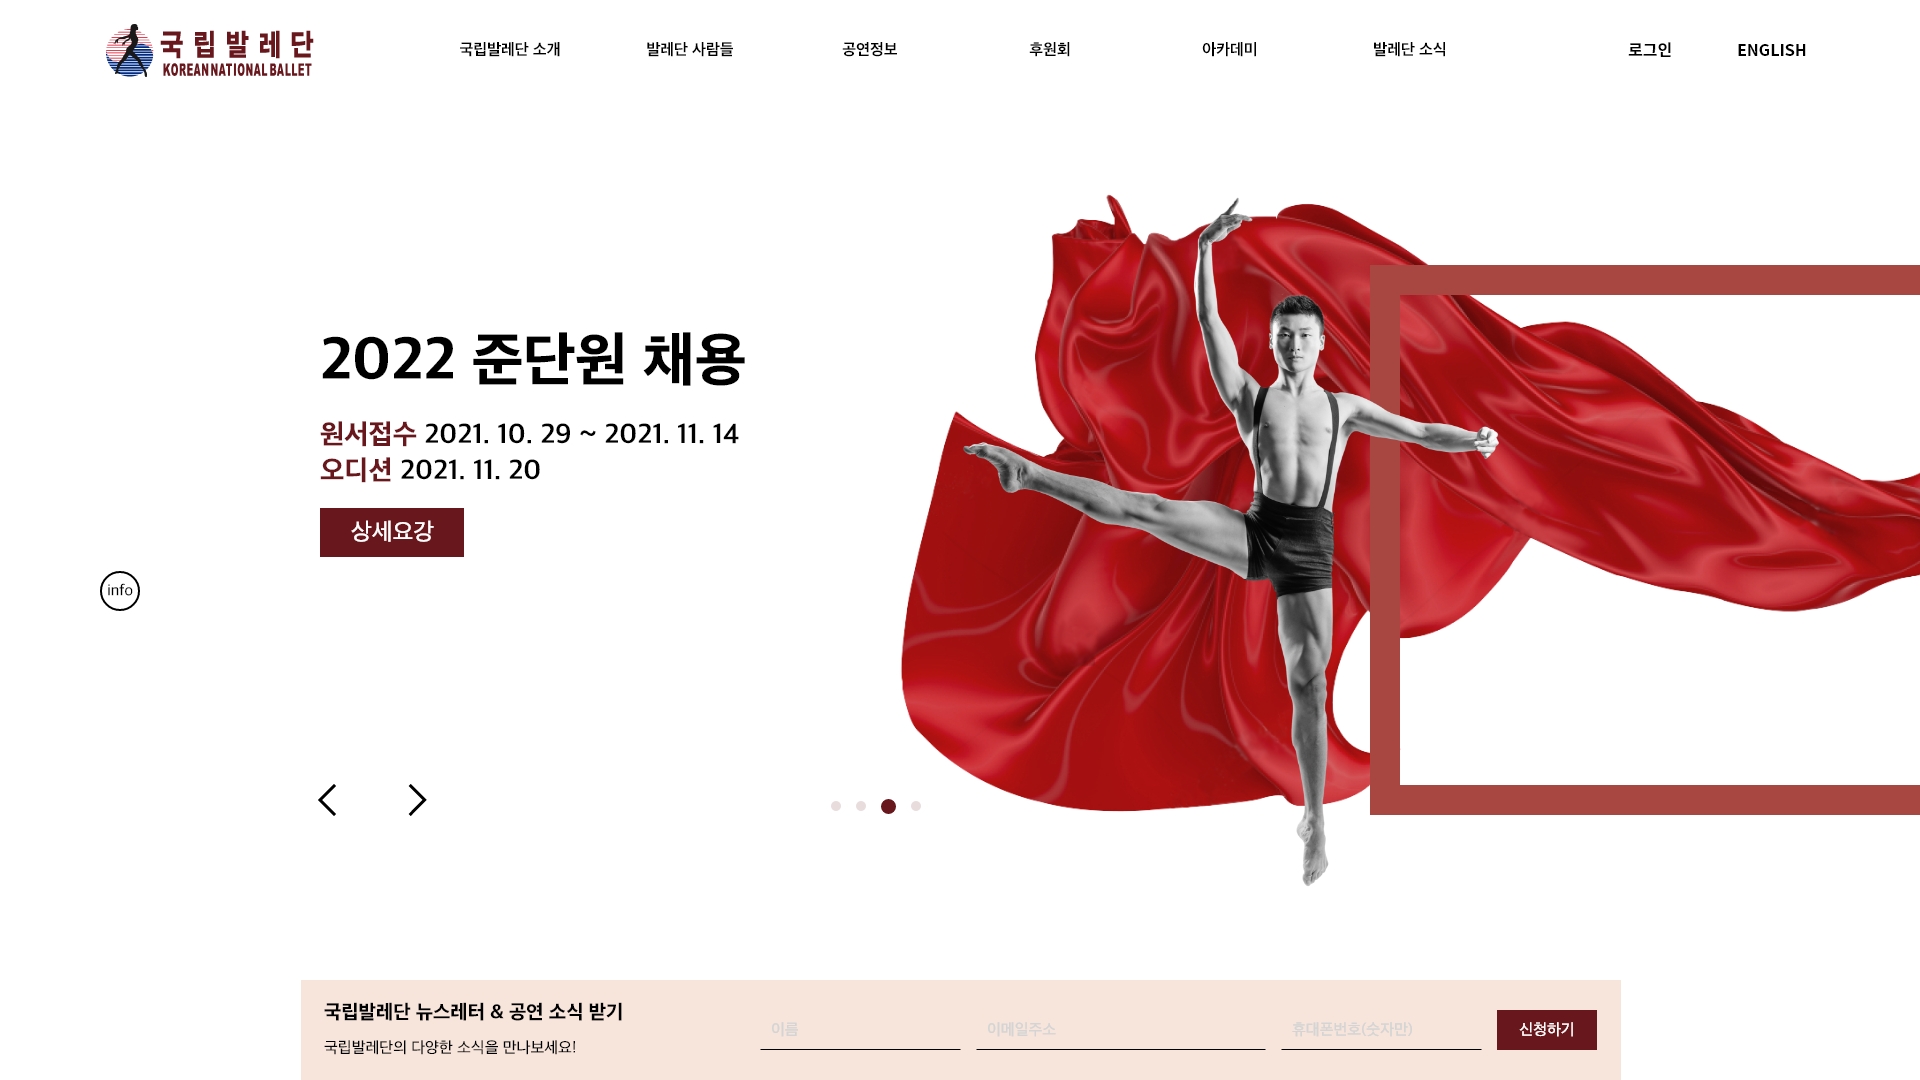 국립발레단
KOREAN NATIONAL BALLET
국립발레단 소개
발레단 사람들
공연정보
후원회
아카데미
발레단 소식
로그인
ENGLISH
2022 준단원 채용
원서접수 2021. 10. 29 ~ 2021. 11. 14
오디션 2021. 11. 20
상세요강
info
국립발레단 뉴스레터 & 공연 소식 받기
국립발레단의 다양한 소식을 만나보세요!
이름
이메일주소
휴대폰번호(숫자만)
신청하기